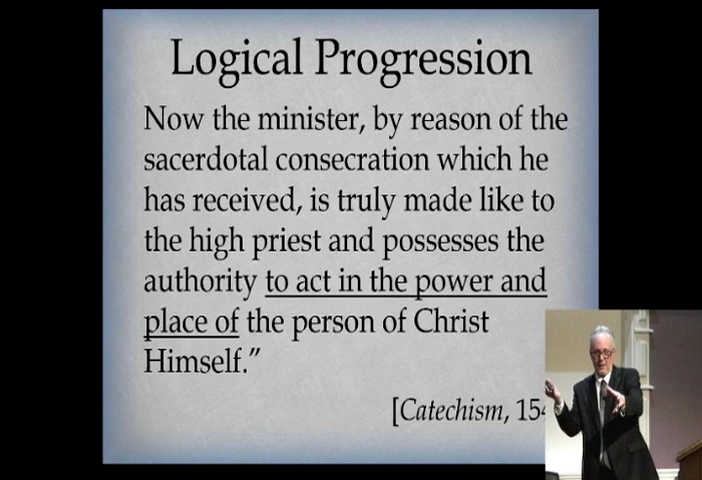 Logical Progression
Now the minister, by reason of the
sacerdotal consecration which he
has received, is truly made like to
the high priest and possesses the
authority to act in the power and
place of the person of Christ
Himself.”
[Catechism,